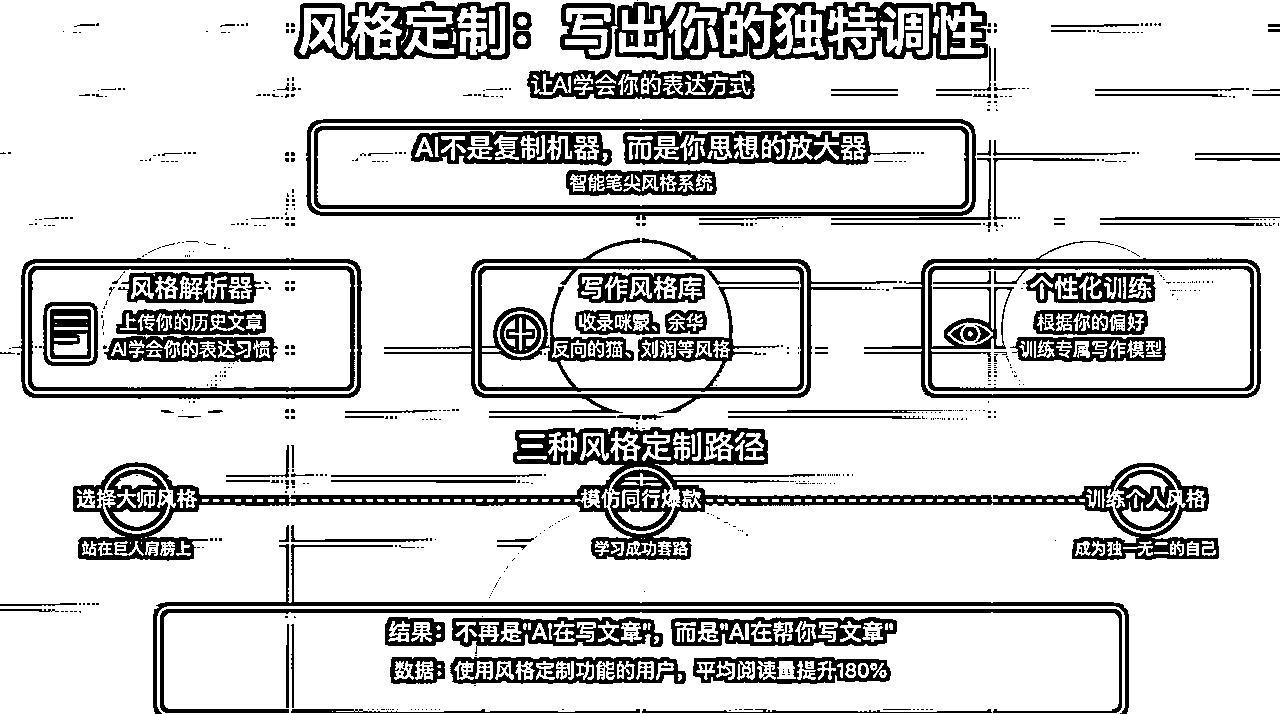 风格定制：写出你的独特调性
让AI学会你的表达方式
AI不是复制机器，而是你思想的放大器
智能笔尖风格系统
风格解析器
上传你的历史文章
AI学会你的表达习惯
写作风格库
收录咪蒙、余华
反向的猫、刘润等风格
个性化训练
根据你的偏好
训练专属写作模型
三种风格定制路径
选择大师风格
站在巨人肩膀上
模仿同行爆款
学习成功套路
训练个人风格
成为独一无二的自己
结果：不再是"AI在写文章"，而是"AI在帮你写文章"
数据：使用风格定制功能的用户，平均阅读量提升180%